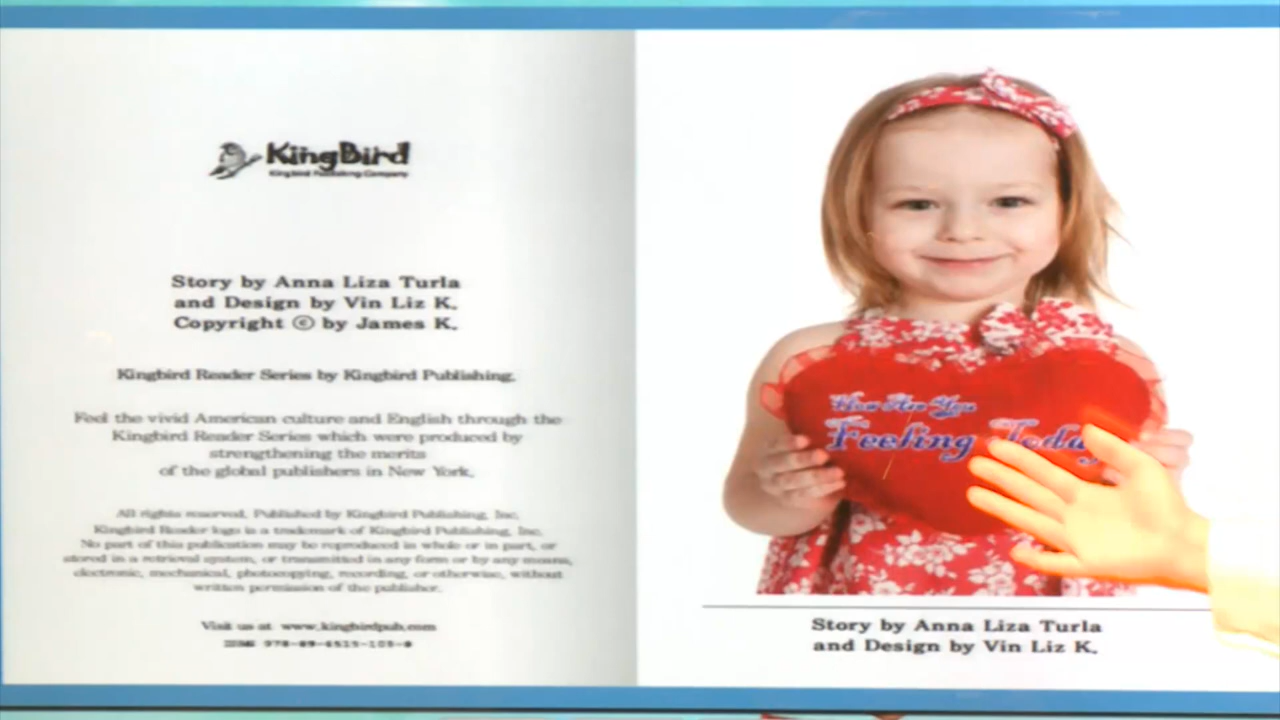 KingBird
Kingbird Publishing Company
Story by Anna Liza Turla
and Design by Vin Liz K.
Copyright ⓒ by James K.
Kingbird Reader Series by Kingbird Publishing.
Feel the vivid American culture and English through the
Kingbird Reader Series which were produced by
strengthening the merits
of the global publishers in New York.
All rights reserved. Published by Kingbird Publishing, Inc.
Kingbird Reader logo is a trademark of Kingbird Publishing, Inc.
No part of this publication may be reproduced in whole or in part, or
stored in a retrieval system, or transmitted in any form or by any means,
electronic, mechanical, photocopying, recording, or otherwise, without
written permission of the publisher.
Visit us at www.kingbirdpub.com
ISBN
How Are You
Feeling Today
Story by Anna Liza Turla
and Design by Vin Liz K.